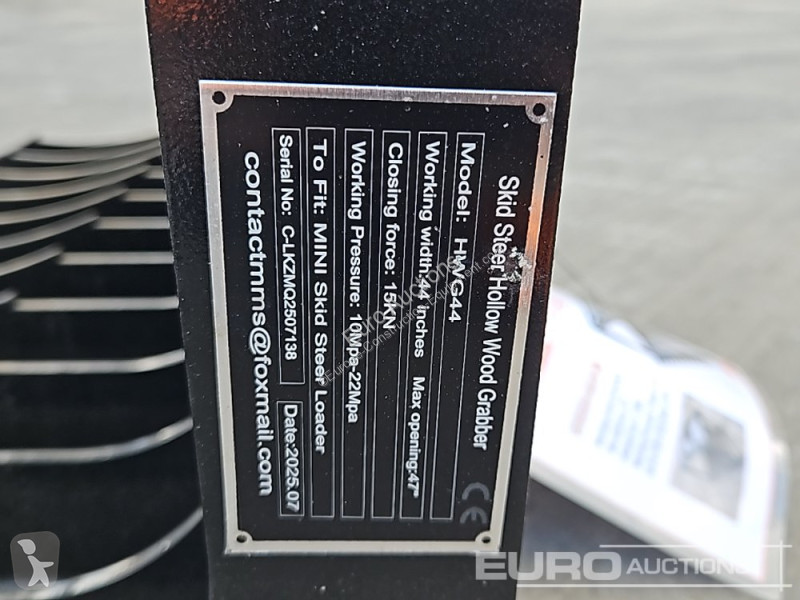 Skid Steer Hollow Wood Grabber
Model: HWG44
Working width:44 inches Max opening:47"
Closing force: 15KN
Working Pressure: 10Mpa-22Mpa
To Fit: MINI Skid Steer Loader
Serial No: C-LKZMQ2507138 Date:2025.07
contactmms@foxmail.com
CE
Euro Auctions
EURO AUCTIONS